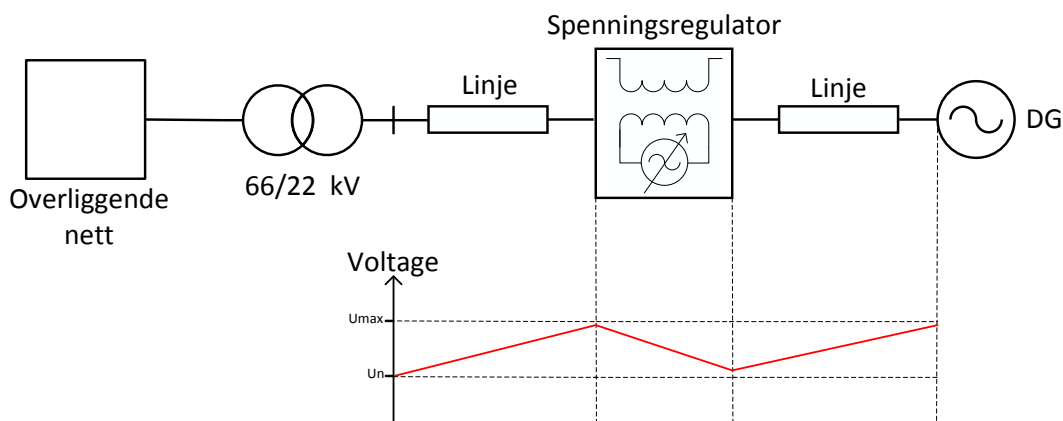 Spenningsregulator
Linje
Linje
DG
66/22 kV
Overliggende
nett
Voltage
Umax
Un